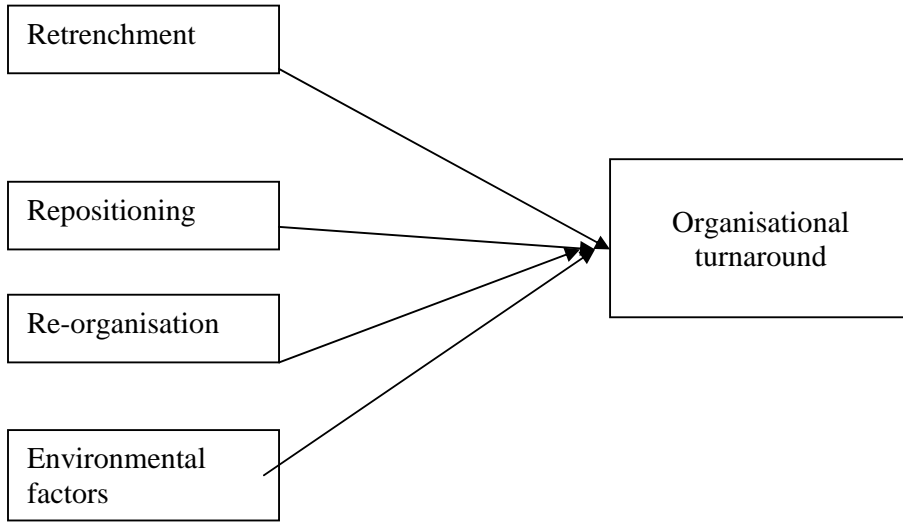 Retrenchment
Repositioning
Re-organisation
Environmental
factors
Organisational
turnaround